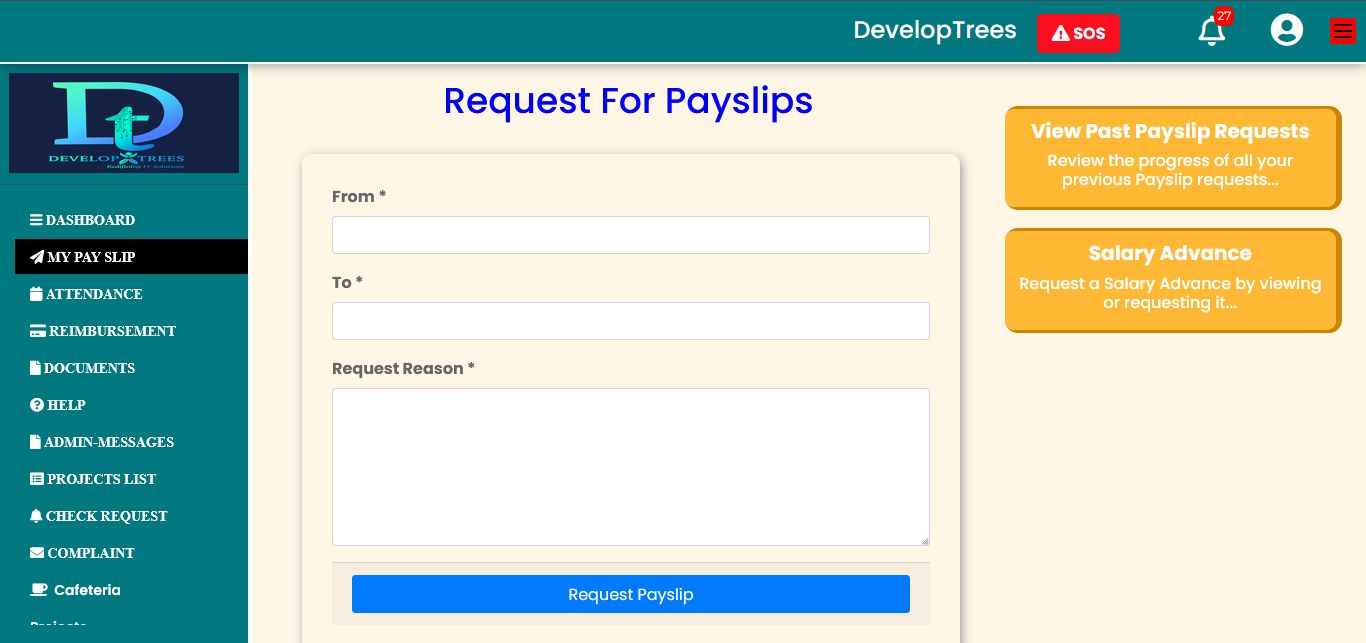 DevelopTrees
SOS
27
DEVELOP TREES
Redefining IT Solutions
DASHBOARD
MY PAY SLIP
ATTENDANCE
REIMBURSEMENT
DOCUMENTS
HELP
ADMIN-MESSAGES
PROJECTS LIST
CHECK REQUEST
COMPLAINT
Cafeteria
Projects
Request For Payslips
From *
To *
Request Reason *
Request Payslip
View Past Payslip Requests
Review the progress of all your
previous Payslip requests...
Salary Advance
Request a Salary Advance by viewing
or requesting it...